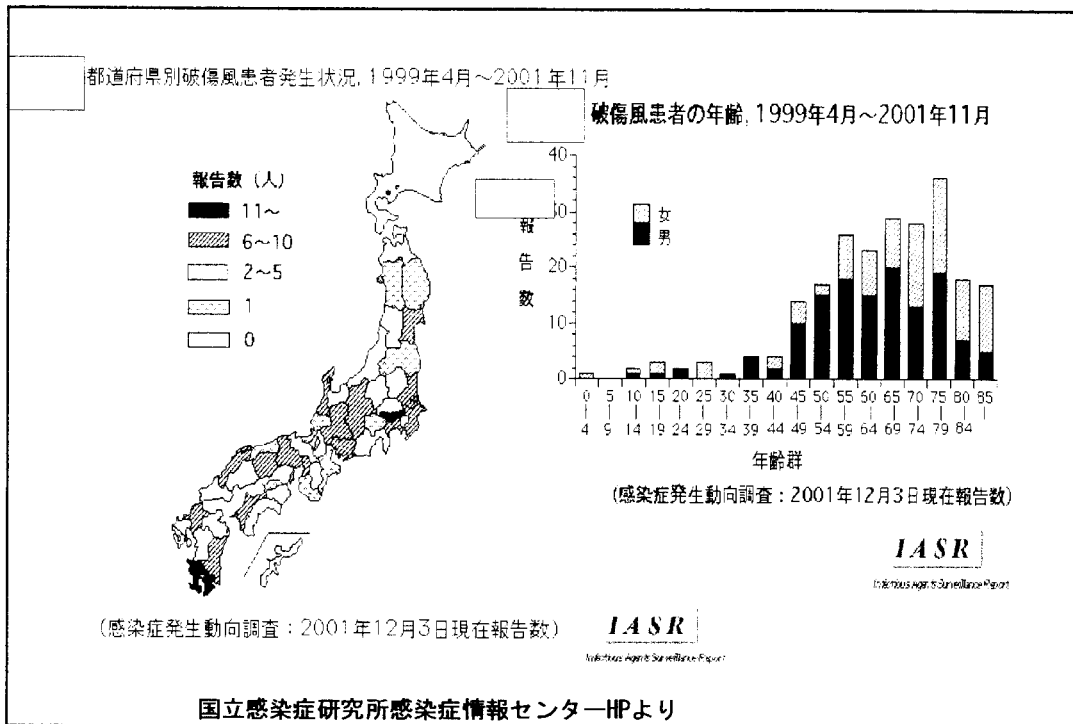 都道府県別破傷風患者発生状況, 1999年4月～2001年11月
報告数 (人)
11～
6～10
2～5
1
0
(感染症発生動向調査：2001年12月3日現在報告数)
IASR
Infectious Agents Surveillance Report
破傷風患者の年齢, 1999年4月～2001年11月
報告数
40
30
20
10
0
女
男
0 5 10 15 20 25 30 35 40 45 50 55 60 65 70 75 80 85
4 9 14 19 24 29 34 39 44 49 54 59 64 69 74 79 84
年齢群
(感染症発生動向調査：2001年12月3日現在報告数)
IASR
Infectious Agents Surveillance Report
国立感染症研究所感染症情報センターHPより